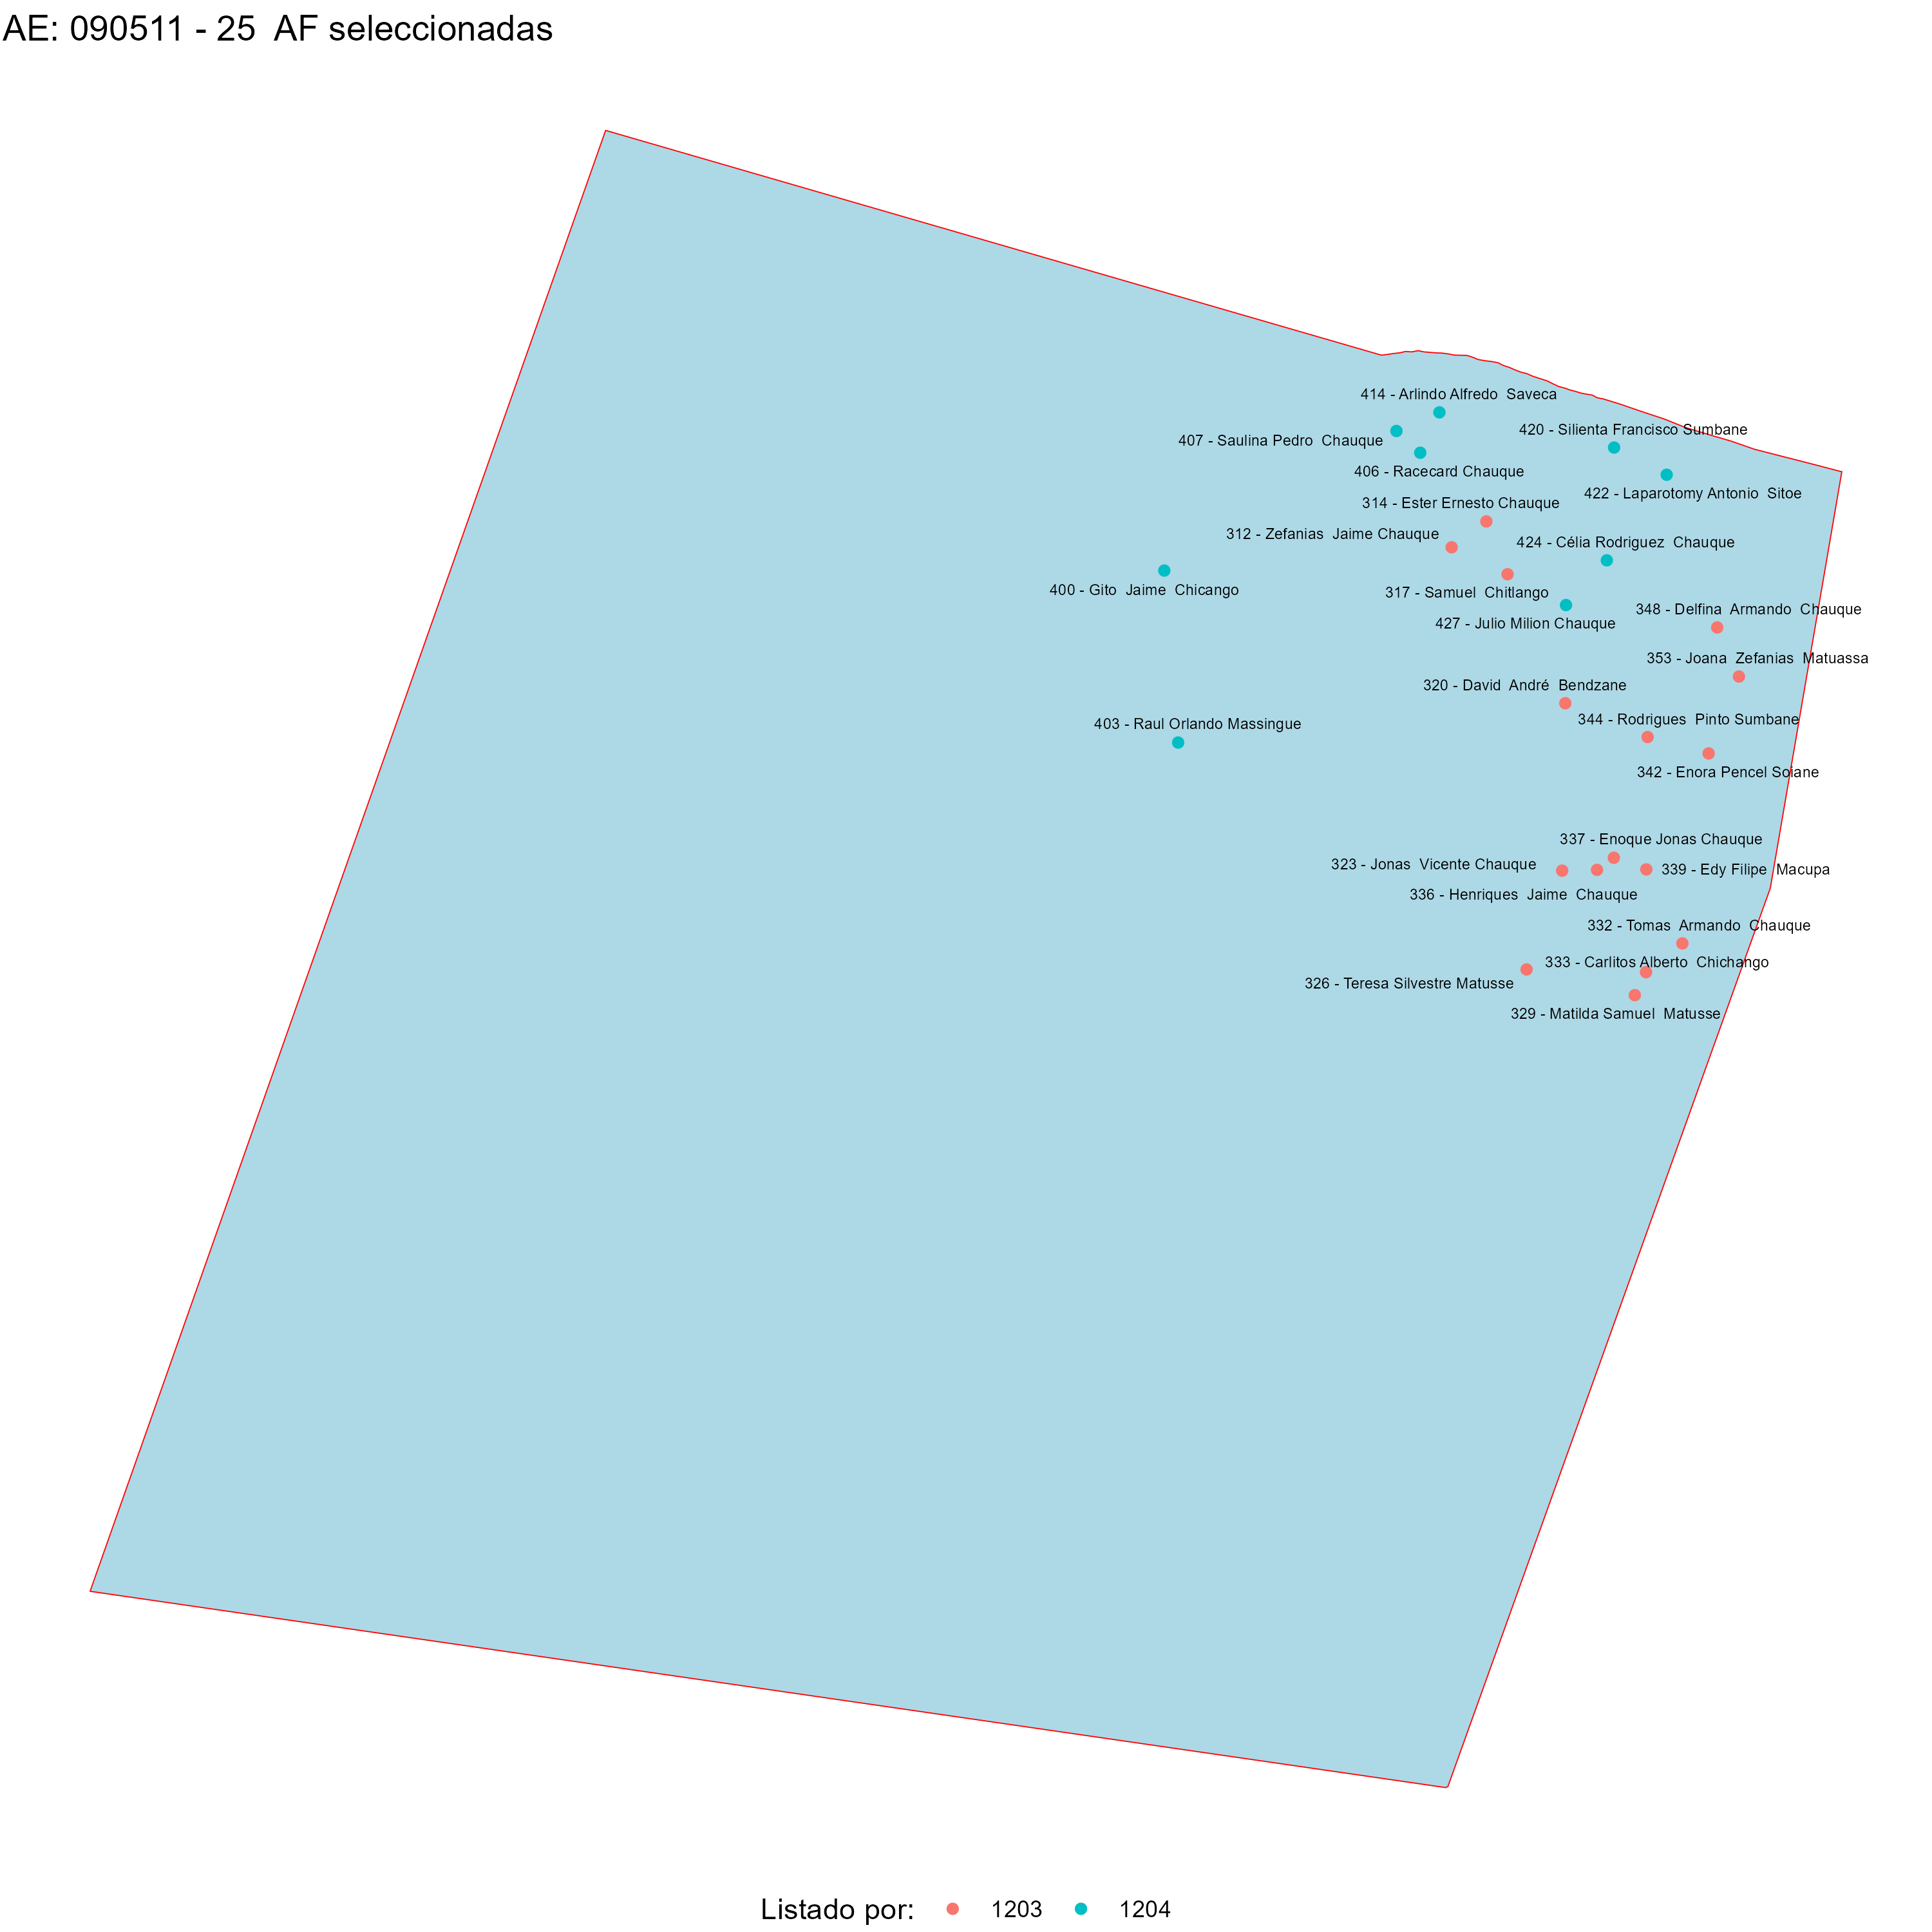 AE: 090511 - 25  AF seleccionadas
414 - Arlindo Alfredo  Saveca
420 - Silienta Francisco Sumbane
407 - Saulina Pedro  Chauque
406 - Racecard Chauque
422 - Laparotomy Antonio  Sitoe
314 - Ester Ernesto Chauque
312 - Zefanias  Jaime Chauque
424 - Célia Rodriguez  Chauque
400 - Gito  Jaime  Chicango
317 - Samuel  Chitlango
348 - Delfina  Armando  Chauque
427 - Julio Milion Chauque
353 - Joana  Zefanias  Matuassa
320 - David  André  Bendzane
344 - Rodrigues  Pinto Sumbane
403 - Raul Orlando Massingue
342 - Enora Pencel Soiane
337 - Enoque Jonas Chauque
323 - Jonas  Vicente Chauque
339 - Edy Filipe  Macupa
336 - Henriques  Jaime  Chauque
332 - Tomas  Armando  Chauque
333 - Carlitos Alberto  Chichango
326 - Teresa Silvestre Matusse
329 - Matilda Samuel  Matusse
Listado por: 1203 1204